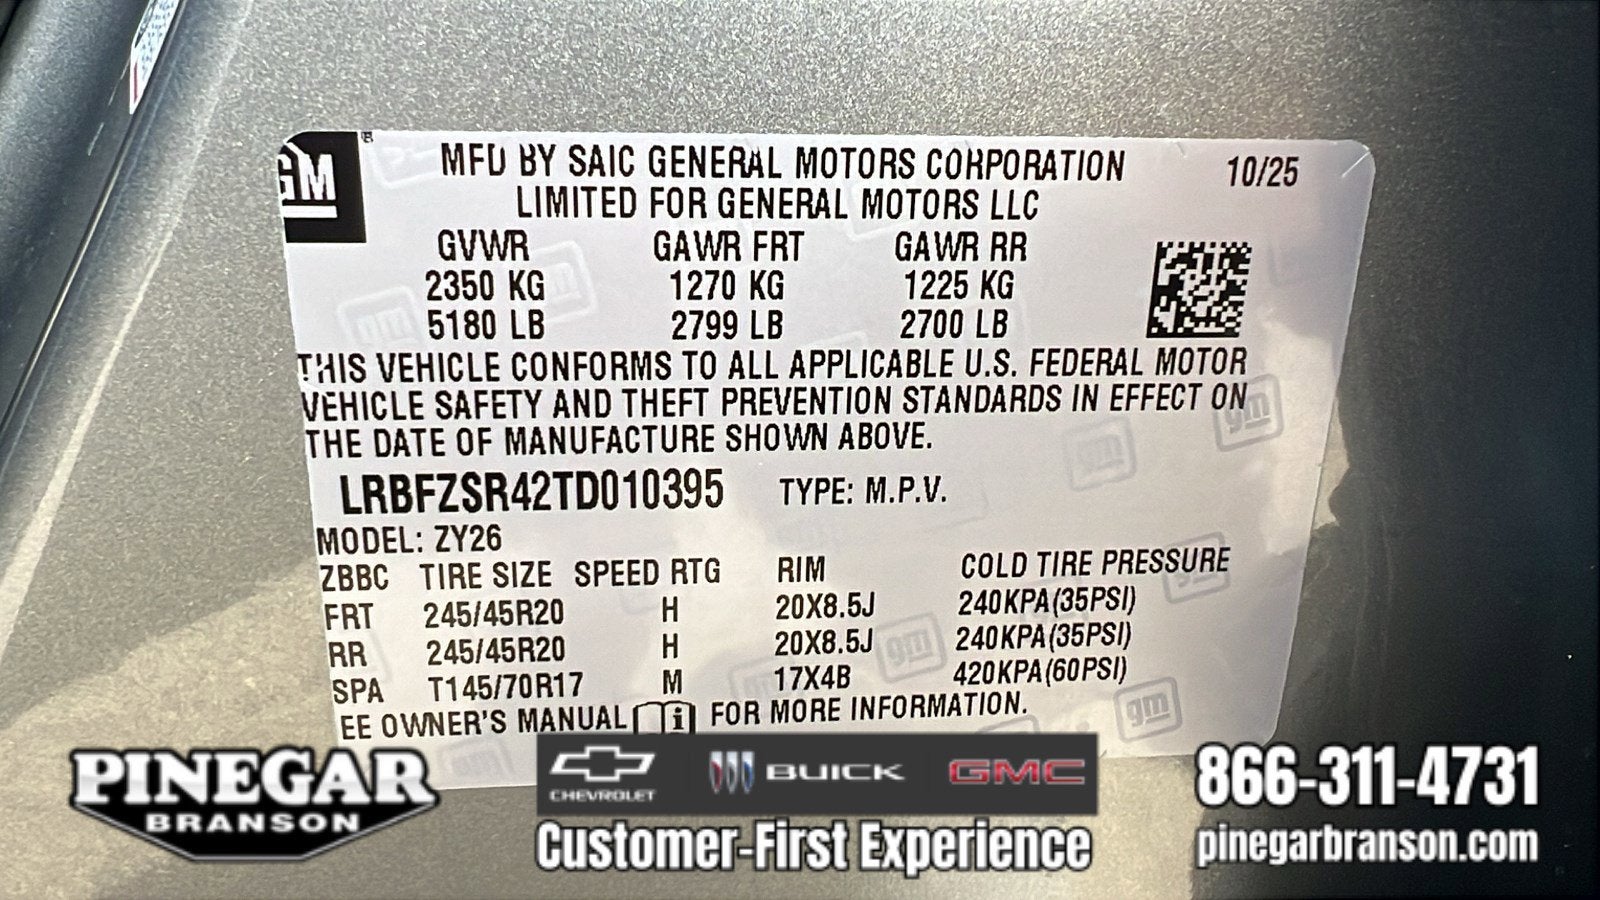 GM
MFD BY SAIC GENERAL MOTORS CORPORATION
LIMITED FOR GENERAL MOTORS LLC
10/25
GVWR GAWR FRT GAWR RR
2350 KG 1270 KG 1225 KG
5180 LB 2799 LB 2700 LB
THIS VEHICLE CONFORMS TO ALL APPLICABLE U.S. FEDERAL MOTOR
VEHICLE SAFETY AND THEFT PREVENTION STANDARDS IN EFFECT ON
THE DATE OF MANUFACTURE SHOWN ABOVE.
LRBFZSR42TD010395 TYPE: M.P.V.
MODEL: ZY26
ZBBC TIRE SIZE SPEED RTG RIM COLD TIRE PRESSURE
FRT 245/45R20 H 20X8.5J 240KPA(35PSI)
RR 245/45R20 H 20X8.5J 240KPA(35PSI)
SPA T145/70R17 M 17X4B 420KPA(60PSI)
EE OWNER'S MANUAL i FOR MORE INFORMATION.
PINEGAR
BRANSON
CHEVROLET
BUICK
GMC
Customer-First Experience
866-311-4731
pinegarbranson.com